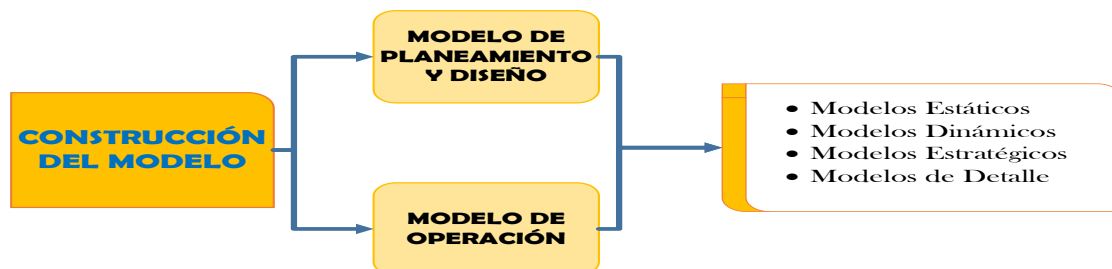 CONSTRUCCIÓN
DEL MODELO
MODELO DE
PLANEAMIENTO
Y DISEÑO
MODELO DE
OPERACIÓN
• Modelos Estáticos
• Modelos Dinámicos
• Modelos Estratégicos
• Modelos de Detalle